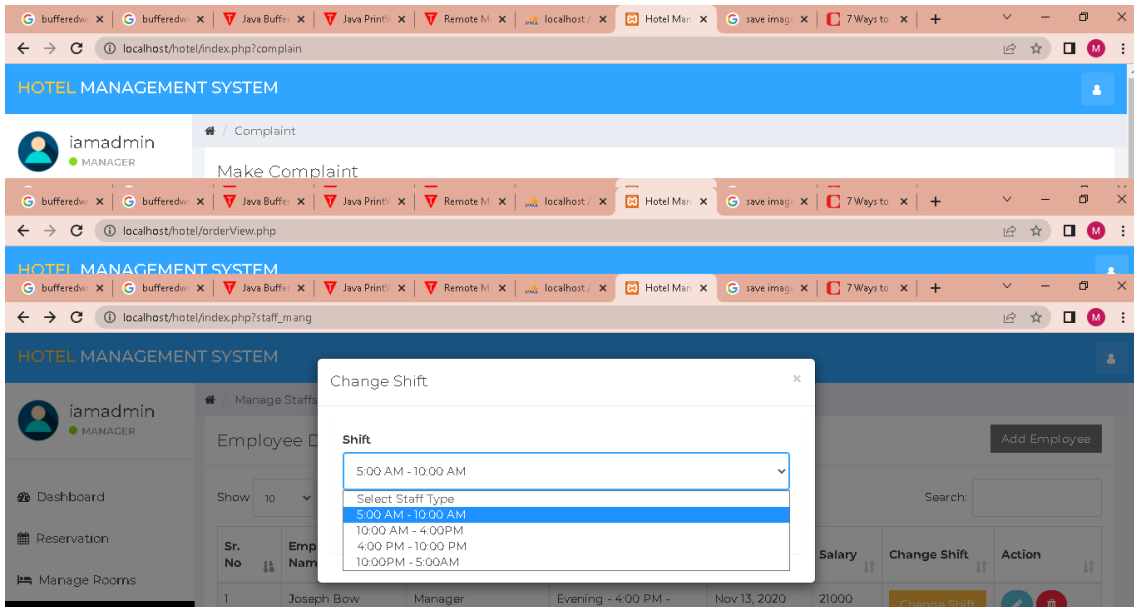 bufferedwr bufferedwr Java Buffer Java PrintW Remote M localhost / Hotel Man save image 7 Ways to
localhost/hotel/index.php?complain
HOTEL MANAGEMENT SYSTEM
iamadmin
MANAGER
/ Complaint
Make Complaint
bufferedwr bufferedwr Java Buffer Java PrintW Remote M localhost / Hotel Man save image 7 Ways to
localhost/hotel/orderView.php
M
HOTEL MANAGEMENT SYSTEM
bufferedwr bufferedwr Java Buffer Java PrintW Remote M localhost / Hotel Man save image 7 Ways to
localhost/hotel/index.php?staff_mang
M
HOTEL MANAGEMENT SYSTEM
iamadmin
MANAGER
Dashboard
Reservation
Manage Rooms
/ Manage Staffs
Employee D
Add Employee
Show 10
Search:
Change Shift ×
Shift
5:00 AM - 10:00 AM
Select Staff Type
5:00 AM - 10:00 AM
10:00 AM - 4:00PM
4:00 PM - 10:00 PM
10:00PM - 5:00AM
Sr. No Emp Nam Salary Change Shift Action
1 Joseph Bow Manager Evening - 4:00 PM - Nov 13, 2020 21000 Change Shift